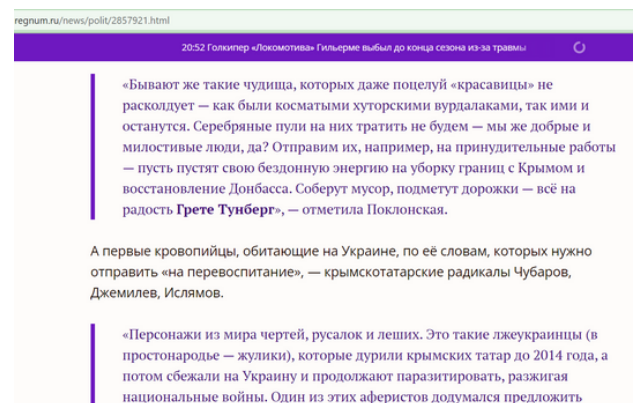 regnum.ru/news/polit/2857921.html
20:52 Голкипер «Локомотива» Гильерме выбыл до конца сезона из-за травмы
«Бывают же такие чудища, которых даже поцелуй «красавицы» не
расколдует — как были косматыми хуторскими вурдалаками, так ими и
останутся. Серебряные пули на них тратить не будем — мы же добрые и
милостивые люди, да? Отправим их, например, на принудительные работы
— пусть пустят свою бездонную энергию на уборку границ с Крымом и
восстановление Донбасса. Соберут мусор, подметут дорожки — всё на
радость Грете Тунберг», — отметила Поклонская.
А первые кровопийцы, обитающие на Украине, по её словам, которых нужно
отправить «на перевоспитание», — крымскотатарские радикалы Чубаров,
Джемилев, Ислямов.
«Персонажи из мира чертей, русалок и леших. Это такие лжеукраинцы (в
простонародье — жулики), которые дурили крымских татар до 2014 года, а
потом сбежали на Украину и продолжают паразитировать, разжигая
национальные войны. Один из этих аферистов додумался предложить